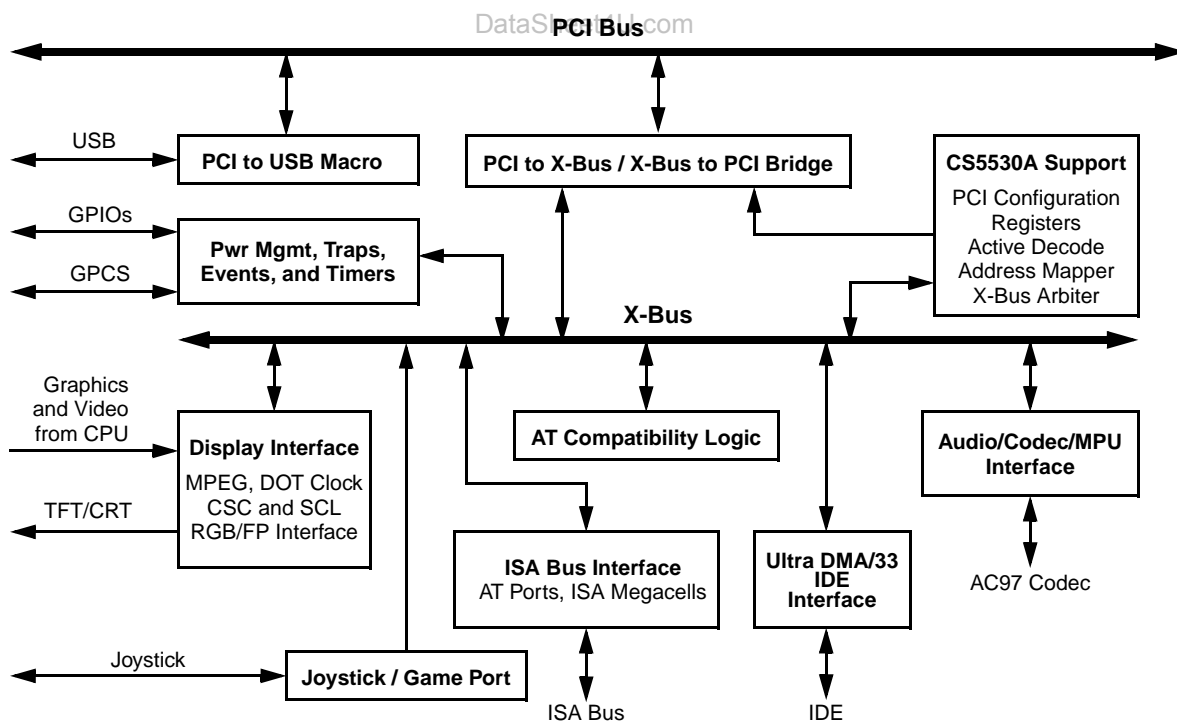 DataSheet4U.com
PCI Bus
USB
PCI to USB Macro
PCI to X-Bus / X-Bus to PCI Bridge
CS5530A Support
PCI Configuration
Registers
Active Decode
Address Mapper
X-Bus Arbiter
GPIOs
GPCS
Pwr Mgmt, Traps,
Events, and Timers
X-Bus
Graphics
and Video
from CPU
TFT/CRT
Display Interface
MPEG, DOT Clock
CSC and SCL
RGB/FP Interface
AT Compatibility Logic
Audio/Codec/MPU
Interface
ISA Bus Interface
AT Ports, ISA Megacells
Ultra DMA/33
IDE
Interface
AC97 Codec
Joystick
Joystick / Game Port
ISA Bus
IDE